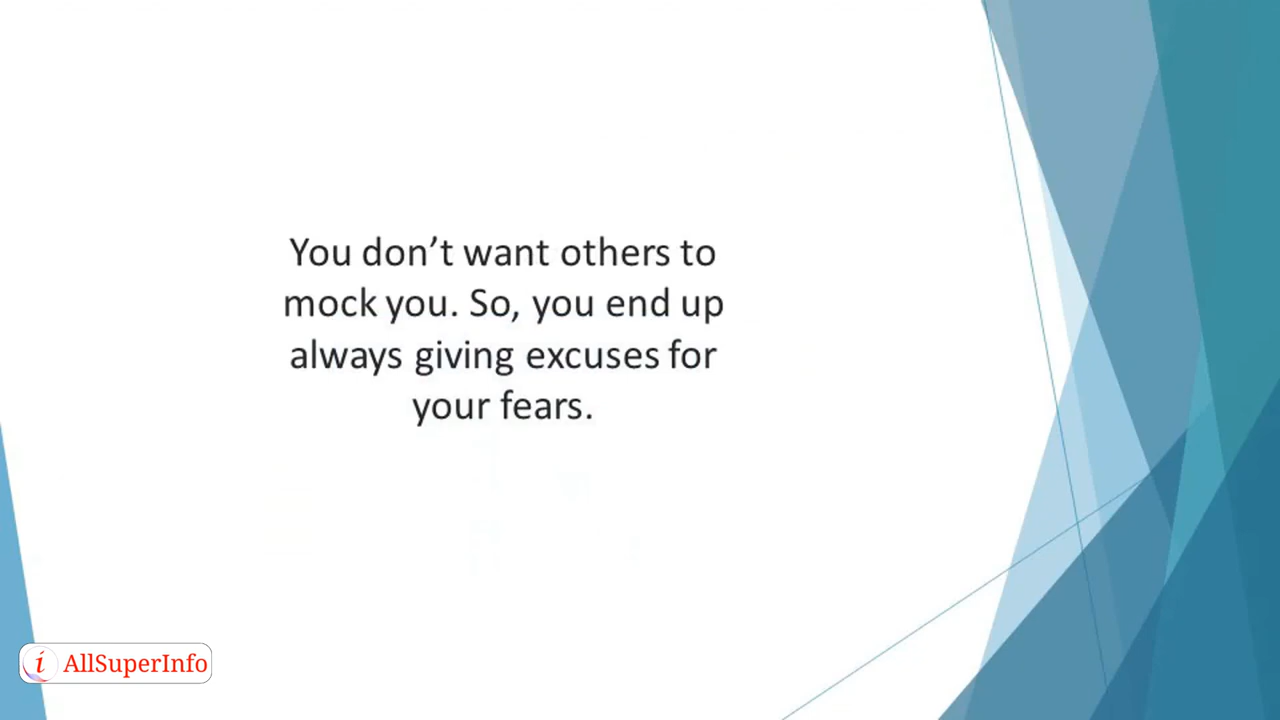 You don’t want others to
mock you. So, you end up
always giving excuses for
your fears.
i AllSuperInfo